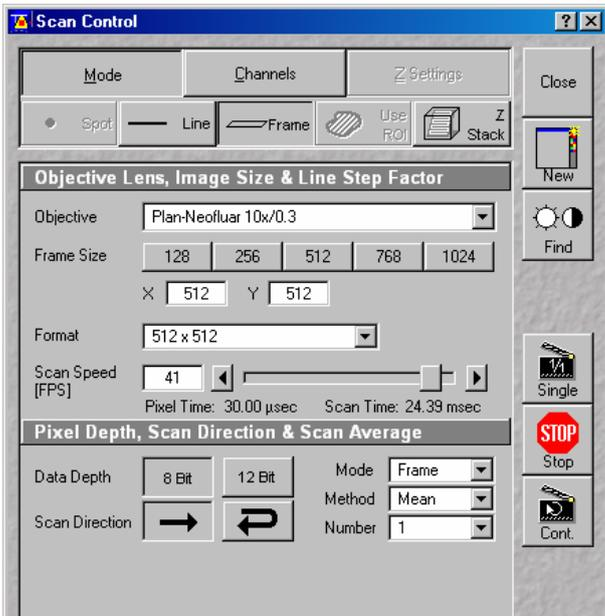 Scan Control
Mode Channels Z Settings Close
Spot Line Frame Use ROI Z Stack
New
Objective Lens, Image Size & Line Step Factor
Objective Plan-Neofluar 10x/0.3
Find
Frame Size 128 256 512 768 1024
X 512 Y 512
Format 512 x 512
Scan Speed [FPS] 41
1/1
Single
Pixel Time: 30.00 µsec Scan Time: 24.39 msec
Pixel Depth, Scan Direction & Scan Average
STOP
Stop
Data Depth 8 Bit 12 Bit Mode Frame
Method Mean
Scan Direction Number 1
Cont.